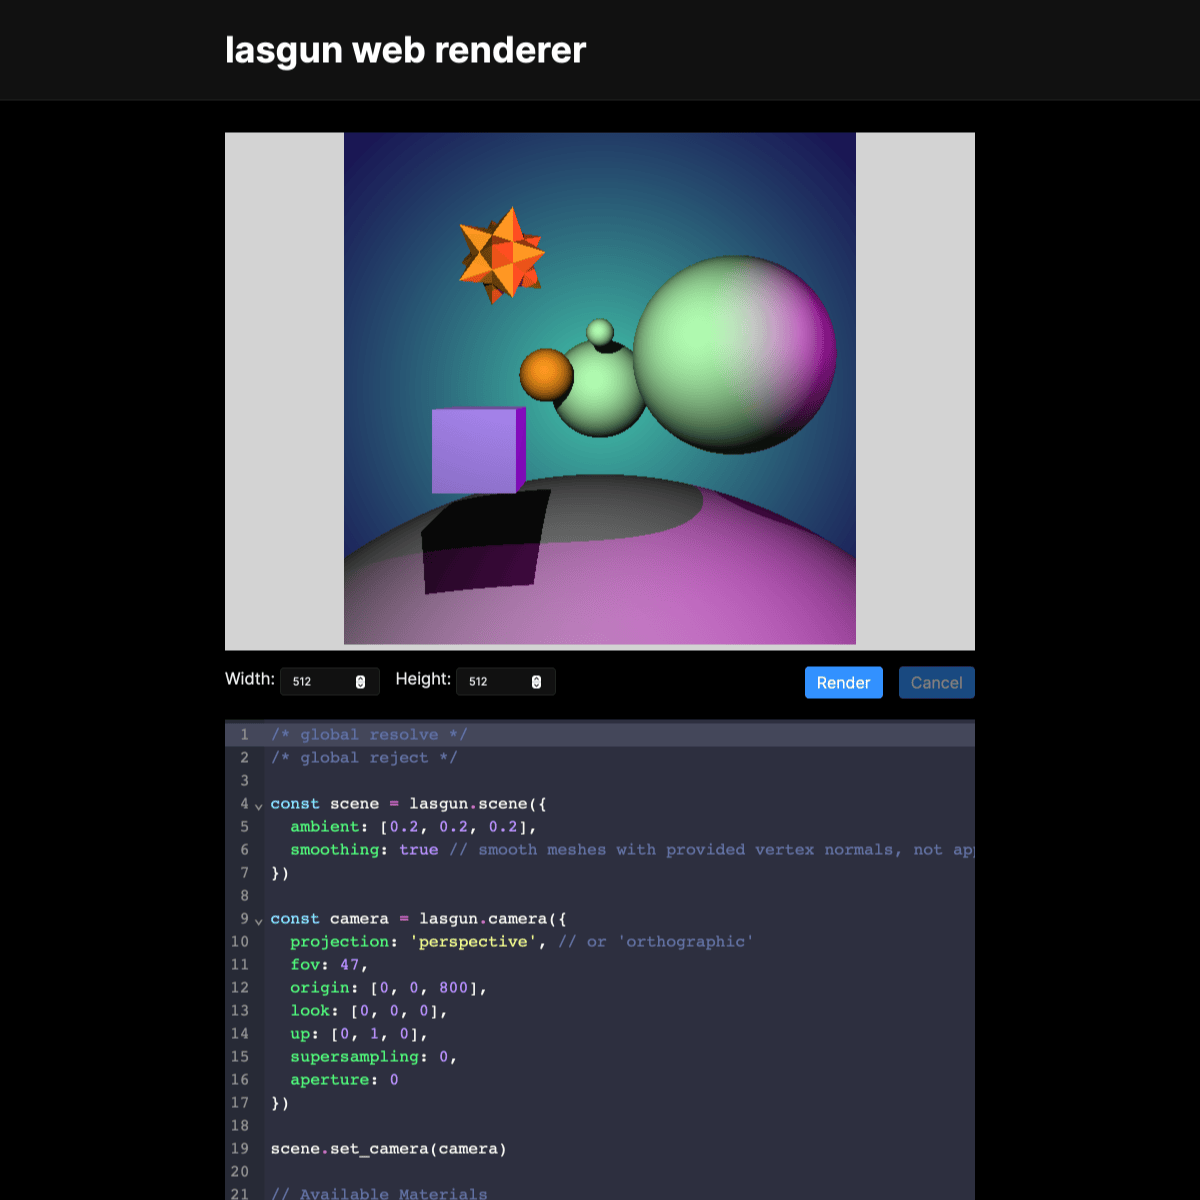 lasgun web renderer
Width: 512 Height: 512 Render Cancel
1 /* global resolve */
2 /* global reject */
3
4 const scene = lasgun.scene({
5 ambient: [0.2, 0.2, 0.2],
6 smoothing: true // smooth meshes with provided vertex normals, not
7 })
8
9 const camera = lasgun.camera({
10 projection: 'perspective', // or 'orthographic'
11 fov: 47,
12 origin: [0, 0, 800],
13 look: [0, 0, 0],
14 up: [0, 1, 0],
15 supersampling: 0,
16 aperture: 0
17 })
18
19 scene.set_camera(camera)
20
21 // Available Materials